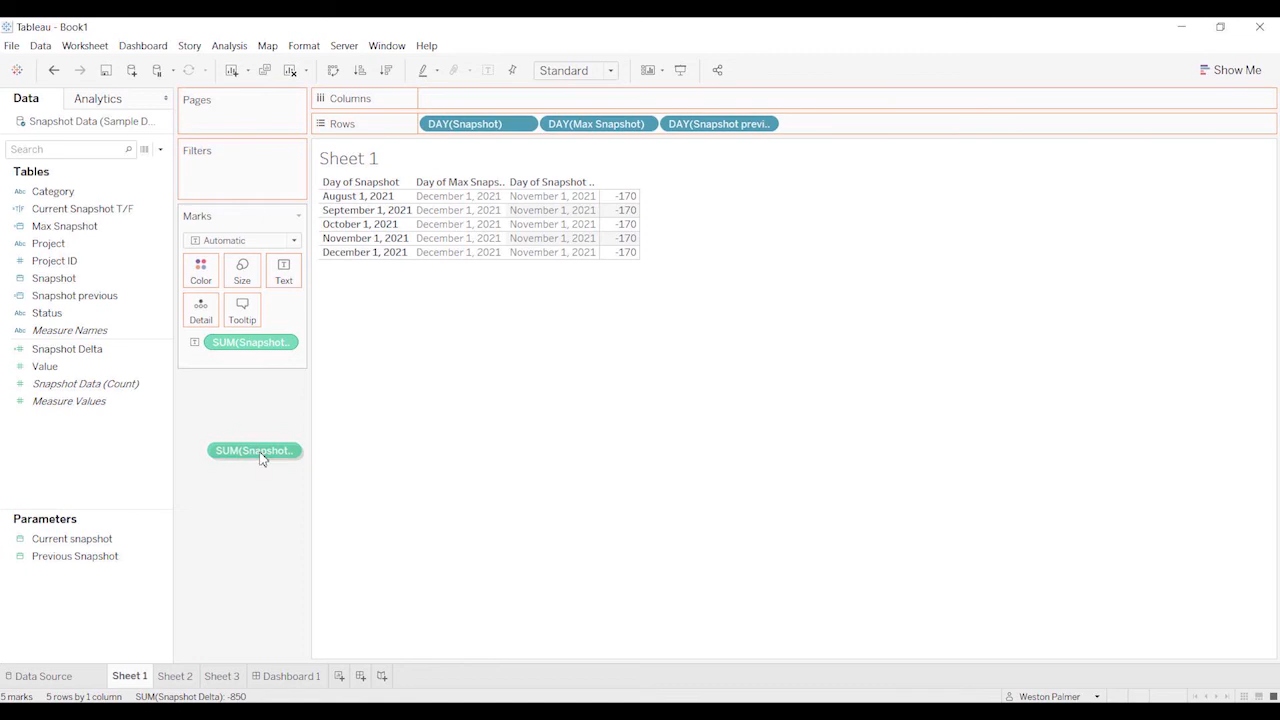 Tableau - Book1
File Data Worksheet Dashboard Story Analysis Map Format Server Window Help
Standard
Show Me
Data Analytics
Snapshot Data (Sample D...
Search
Tables
Abc Category
T|F Current Snapshot T/F
Max Snapshot
Abc Project
Project ID
Snapshot
Snapshot previous
Abc Status
Abc Measure Names
Snapshot Delta
Value
Snapshot Data (Count)
Measure Values
Parameters
Current snapshot
Previous Snapshot
Pages
Filters
Marks
Automatic
Color Size Text
Detail Tooltip
SUM(Snapshot..
SUM(Snapshot..
Columns
Rows DAY(Snapshot) DAY(Max Snapshot) DAY(Snapshot previ..
Sheet 1
Day of Snapshot Day of Max Snaps.. Day of Snapshot ..
August 1, 2021 December 1, 2021 November 1, 2021 -170
September 1, 2021 December 1, 2021 November 1, 2021 -170
October 1, 2021 December 1, 2021 November 1, 2021 -170
November 1, 2021 December 1, 2021 November 1, 2021 -170
December 1, 2021 December 1, 2021 November 1, 2021 -170
Data Source Sheet 1 Sheet 2 Sheet 3 Dashboard 1
5 marks 5 rows by 1 column SUM(Snapshot Delta): -850
Weston Palmer